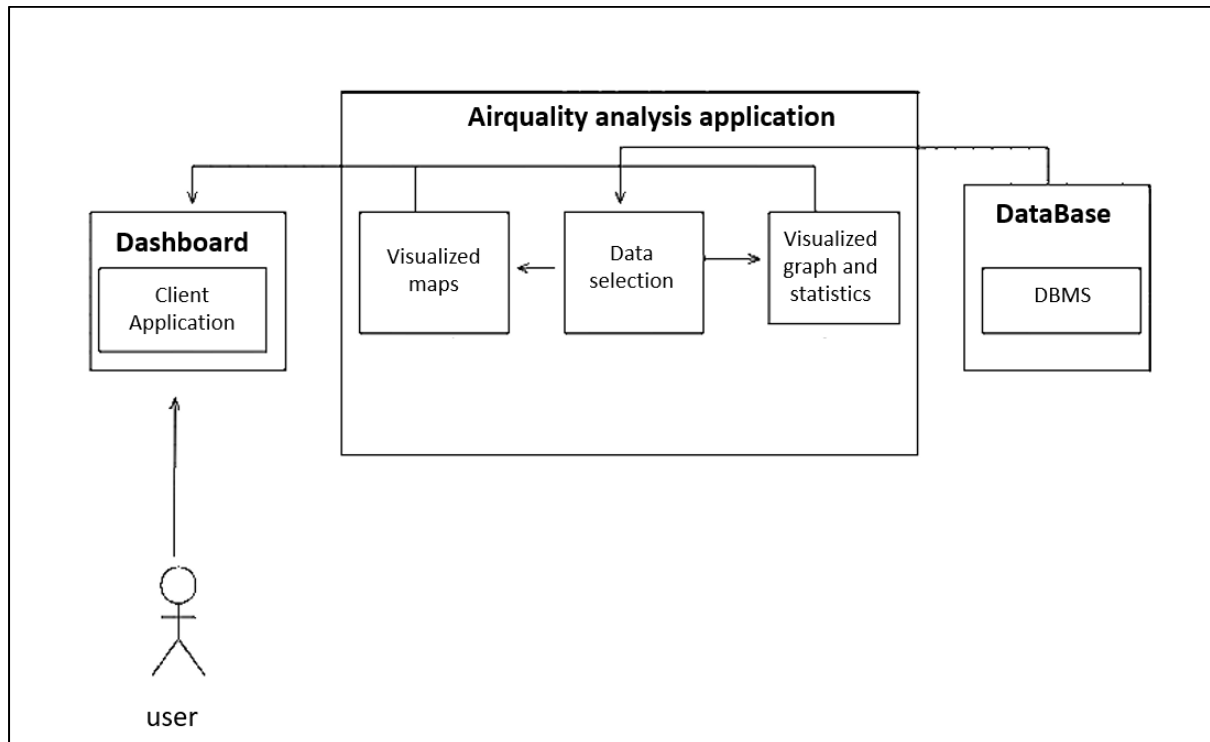 Airquality analysis application
Dashboard
Client
Application
Visualized
maps
Data
selection
Visualized
graph and
statistics
DataBase
DBMS
user